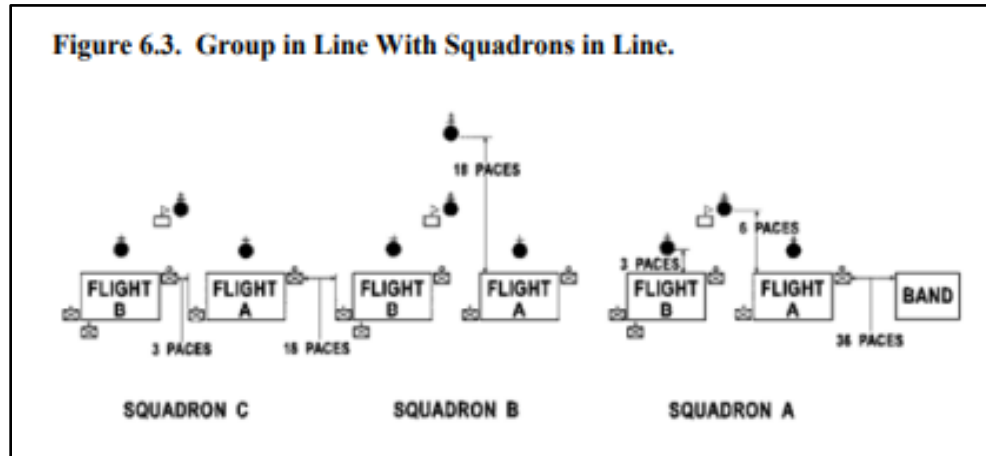 Figure 6.3. Group in Line With Squadrons in Line.
18 PACES
6 PACES
3 PACES
FLIGHT B
FLIGHT A
FLIGHT B
FLIGHT A
FLIGHT B
FLIGHT A
BAND
3 PACES
15 PACES
36 PACES
SQUADRON C
SQUADRON B
SQUADRON A